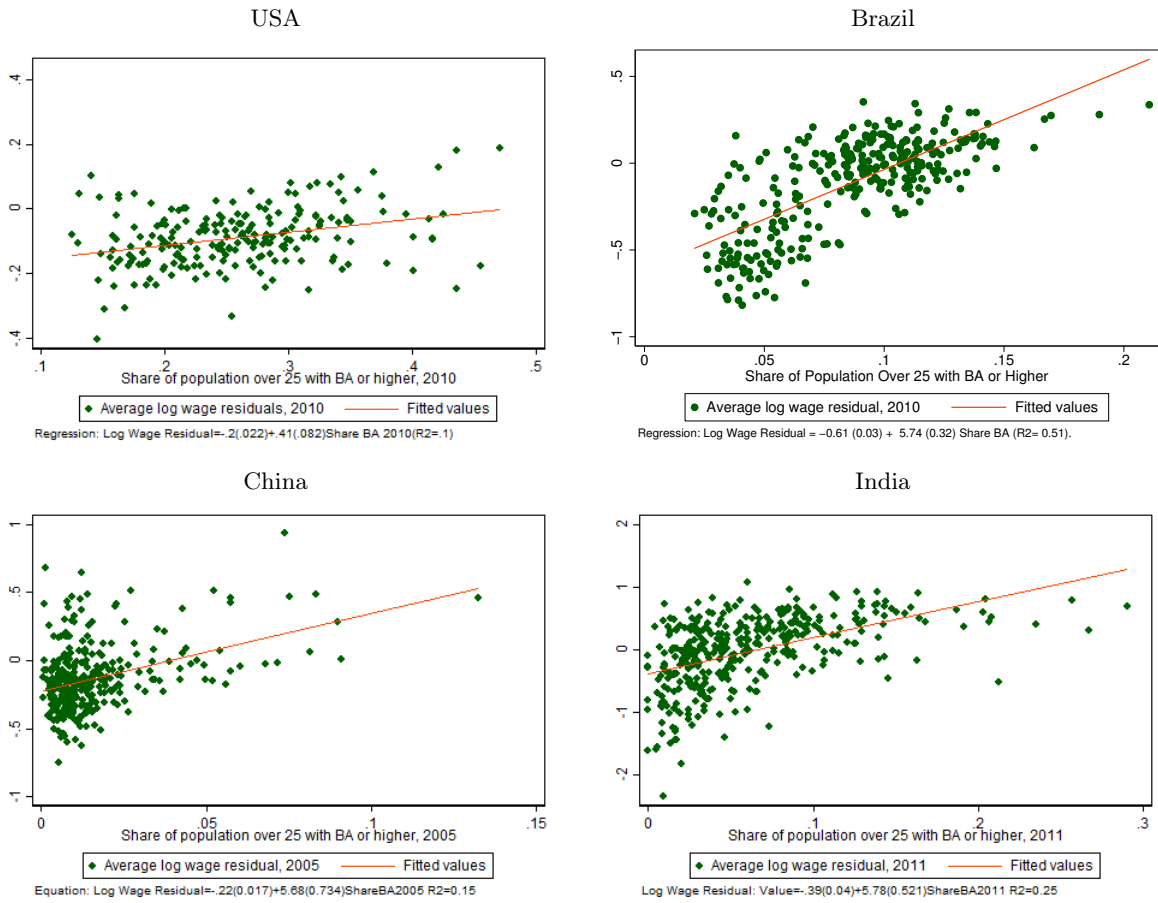 USA
.4
.2
0
-.2
-.4
.1 .2 .3 .4 .5
Share of population over 25 with BA or higher, 2010
Average log wage residuals, 2010 Fitted values
Regression: Log Wage Residual=-.2(.022)+.41(.082)Share BA 2010(R2=.1)
Brazil
.5
0
−.5
−1
0 .05 .1 .15 .2
Share of Population Over 25 with BA or Higher
Average log wage residual, 2010 Fitted values
Regression: Log Wage Residual = −0.61 (0.03) + 5.74 (0.32) Share BA (R2= 0.51).
China
1
.5
0
-.5
-1
0 .05 .1 .15
Share of population over 25 with BA or higher, 2005
Average log wage residual, 2005 Fitted values
Equation: Log Wage Residual=-.22(0.017)+5.68(0.734)ShareBA2005 R2=0.15
India
2
1
0
-1
-2
0 .1 .2 .3
Share of population over 25 with BA or higher, 2011
Average log wage residual, 2011 Fitted values
Log Wage Residual: Value=-.39(0.04)+5.78(0.521)ShareBA2011 R2=0.25